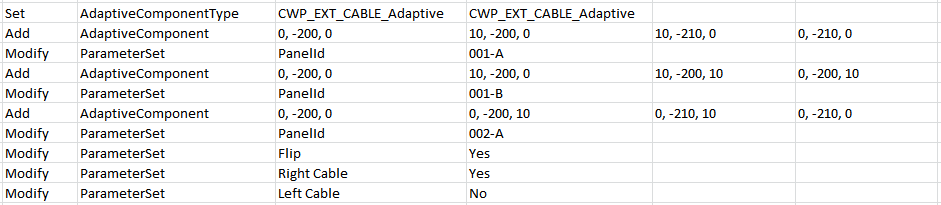 Set AdaptiveComponentType CWP_EXT_CABLE_Adaptive CWP_EXT_CABLE_Adaptive
Add AdaptiveComponent 0, -200, 0 10, -200, 0 10, -210, 0 0, -210, 0
Modify ParameterSet PanelId 001-A
Add AdaptiveComponent 0, -200, 0 10, -200, 0 10, -200, 10 0, -200, 10
Modify ParameterSet PanelId 001-B
Add AdaptiveComponent 0, -200, 0 0, -200, 10 0, -210, 10 0, -210, 0
Modify ParameterSet PanelId 002-A
Modify ParameterSet Flip Yes
Modify ParameterSet Right Cable Yes
Modify ParameterSet Left Cable No